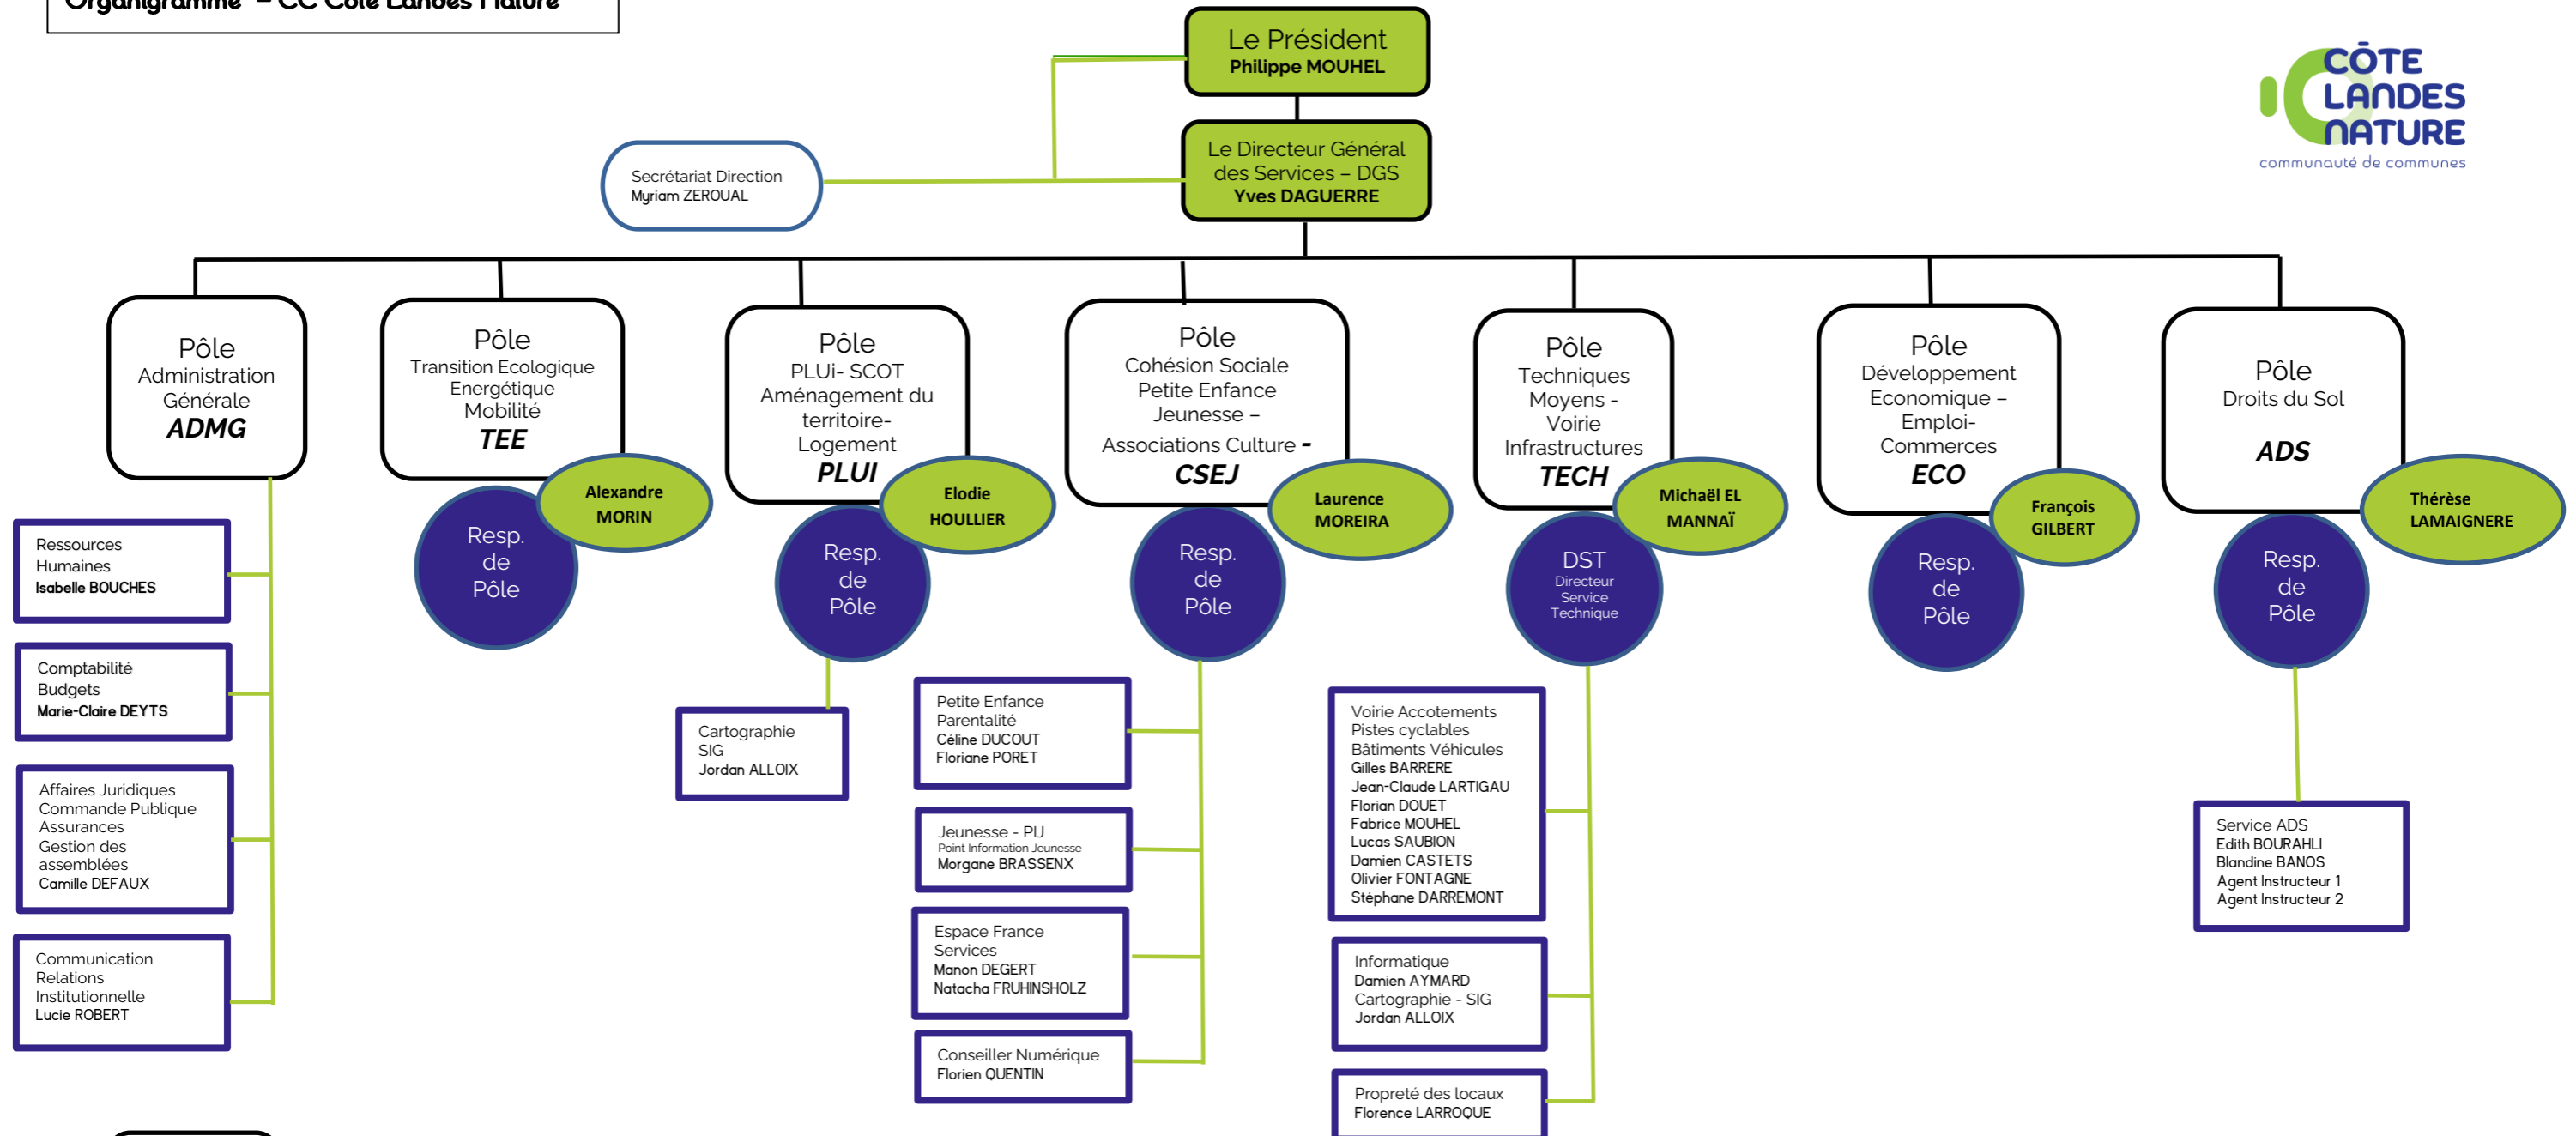 Organigramme – CC Côte Landes Nature
Le Président
Philippe MOUHEL
CÔTE
LANDES
NATURE
communauté de communes
Le Directeur Général
des Services – DGS
Yves DAGUERRE
Secrétariat Direction
Myriam ZEROUAL
Pôle
Administration
Générale
ADMG
Pôle
Transition Ecologique
Energétique
Mobilité
TEE
Pôle
PLUi- SCOT
Aménagement du
territoire-
Logement
PLUI
Pôle
Cohésion Sociale
Petite Enfance
Jeunesse –
Associations Culture -
CSEJ
Pôle
Techniques
Moyens -
Voirie
Infrastructures
TECH
Pôle
Développement
Economique –
Emploi-
Commerces
ECO
Pôle
Droits du Sol
ADS
Alexandre
MORIN
Elodie
HOULLIER
Laurence
MOREIRA
Michaël EL
MANNAÏ
François
GILBERT
Thérèse
LAMAIGNERE
Resp.
de
Pôle
Resp.
de
Pôle
Resp.
de
Pôle
DST
Directeur
Service
Technique
Resp.
de
Pôle
Resp.
de
Pôle
Ressources
Humaines
Isabelle BOUCHES
Comptabilité
Budgets
Marie-Claire DEYTS
Affaires Juridiques
Commande Publique
Assurances
Gestion des
assemblées
Camille DEFAUX
Communication
Relations
Institutionnelle
Lucie ROBERT
Cartographie
SIG
Jordan ALLOIX
Petite Enfance
Parentalité
Céline DUCOUT
Floriane PORET
Jeunesse - PIJ
Point Information Jeunesse
Morgane BRASSENX
Espace France
Services
Manon DEGERT
Natacha FRUHINSHOLZ
Conseiller Numérique
Florien QUENTIN
Voirie Accotements
Pistes cyclables
Bâtiments Véhicules
Gilles BARRERE
Jean-Claude LARTIGAU
Florian DOUET
Fabrice MOUHEL
Lucas SAUBION
Damien CASTETS
Olivier FONTAGNE
Stéphane DARREMONT
Informatique
Damien AYMARD
Cartographie - SIG
Jordan ALLOIX
Propreté des locaux
Florence LARROQUE
Service ADS
Edith BOURAHLI
Blandine BANOS
Agent Instructeur 1
Agent Instructeur 2